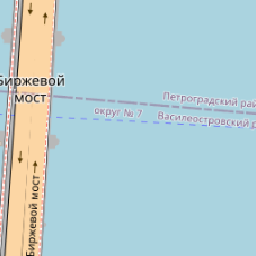 Биржевой
мост
Петроградский рай
округ № 7
Василеостровский р
Биржевой мост